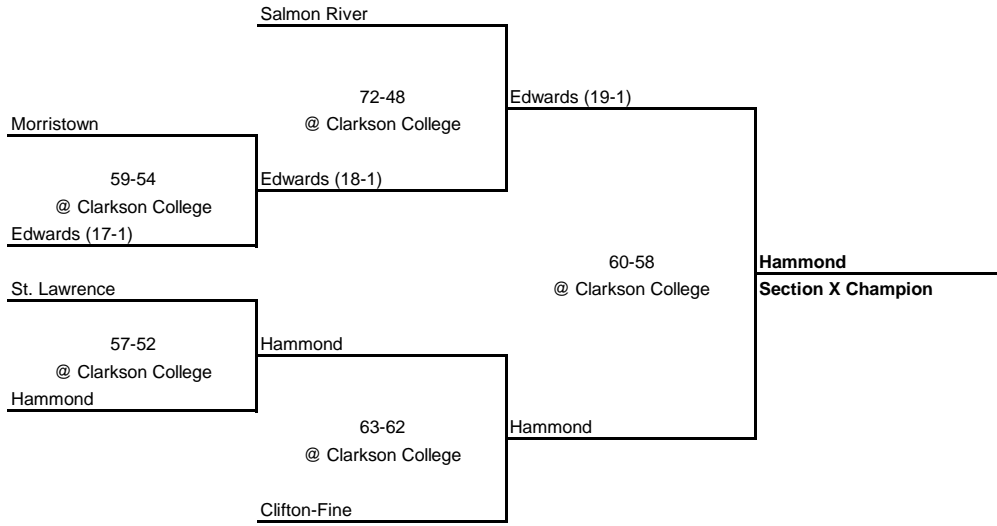 Salmon River
72-48
@ Clarkson College
Edwards (19-1)
Morristown
59-54
@ Clarkson College
Edwards (18-1)
Edwards (17-1)
60-58
@ Clarkson College
Hammond
Section X Champion
St. Lawrence
57-52
@ Clarkson College
Hammond
Hammond
63-62
@ Clarkson College
Hammond
Clifton-Fine